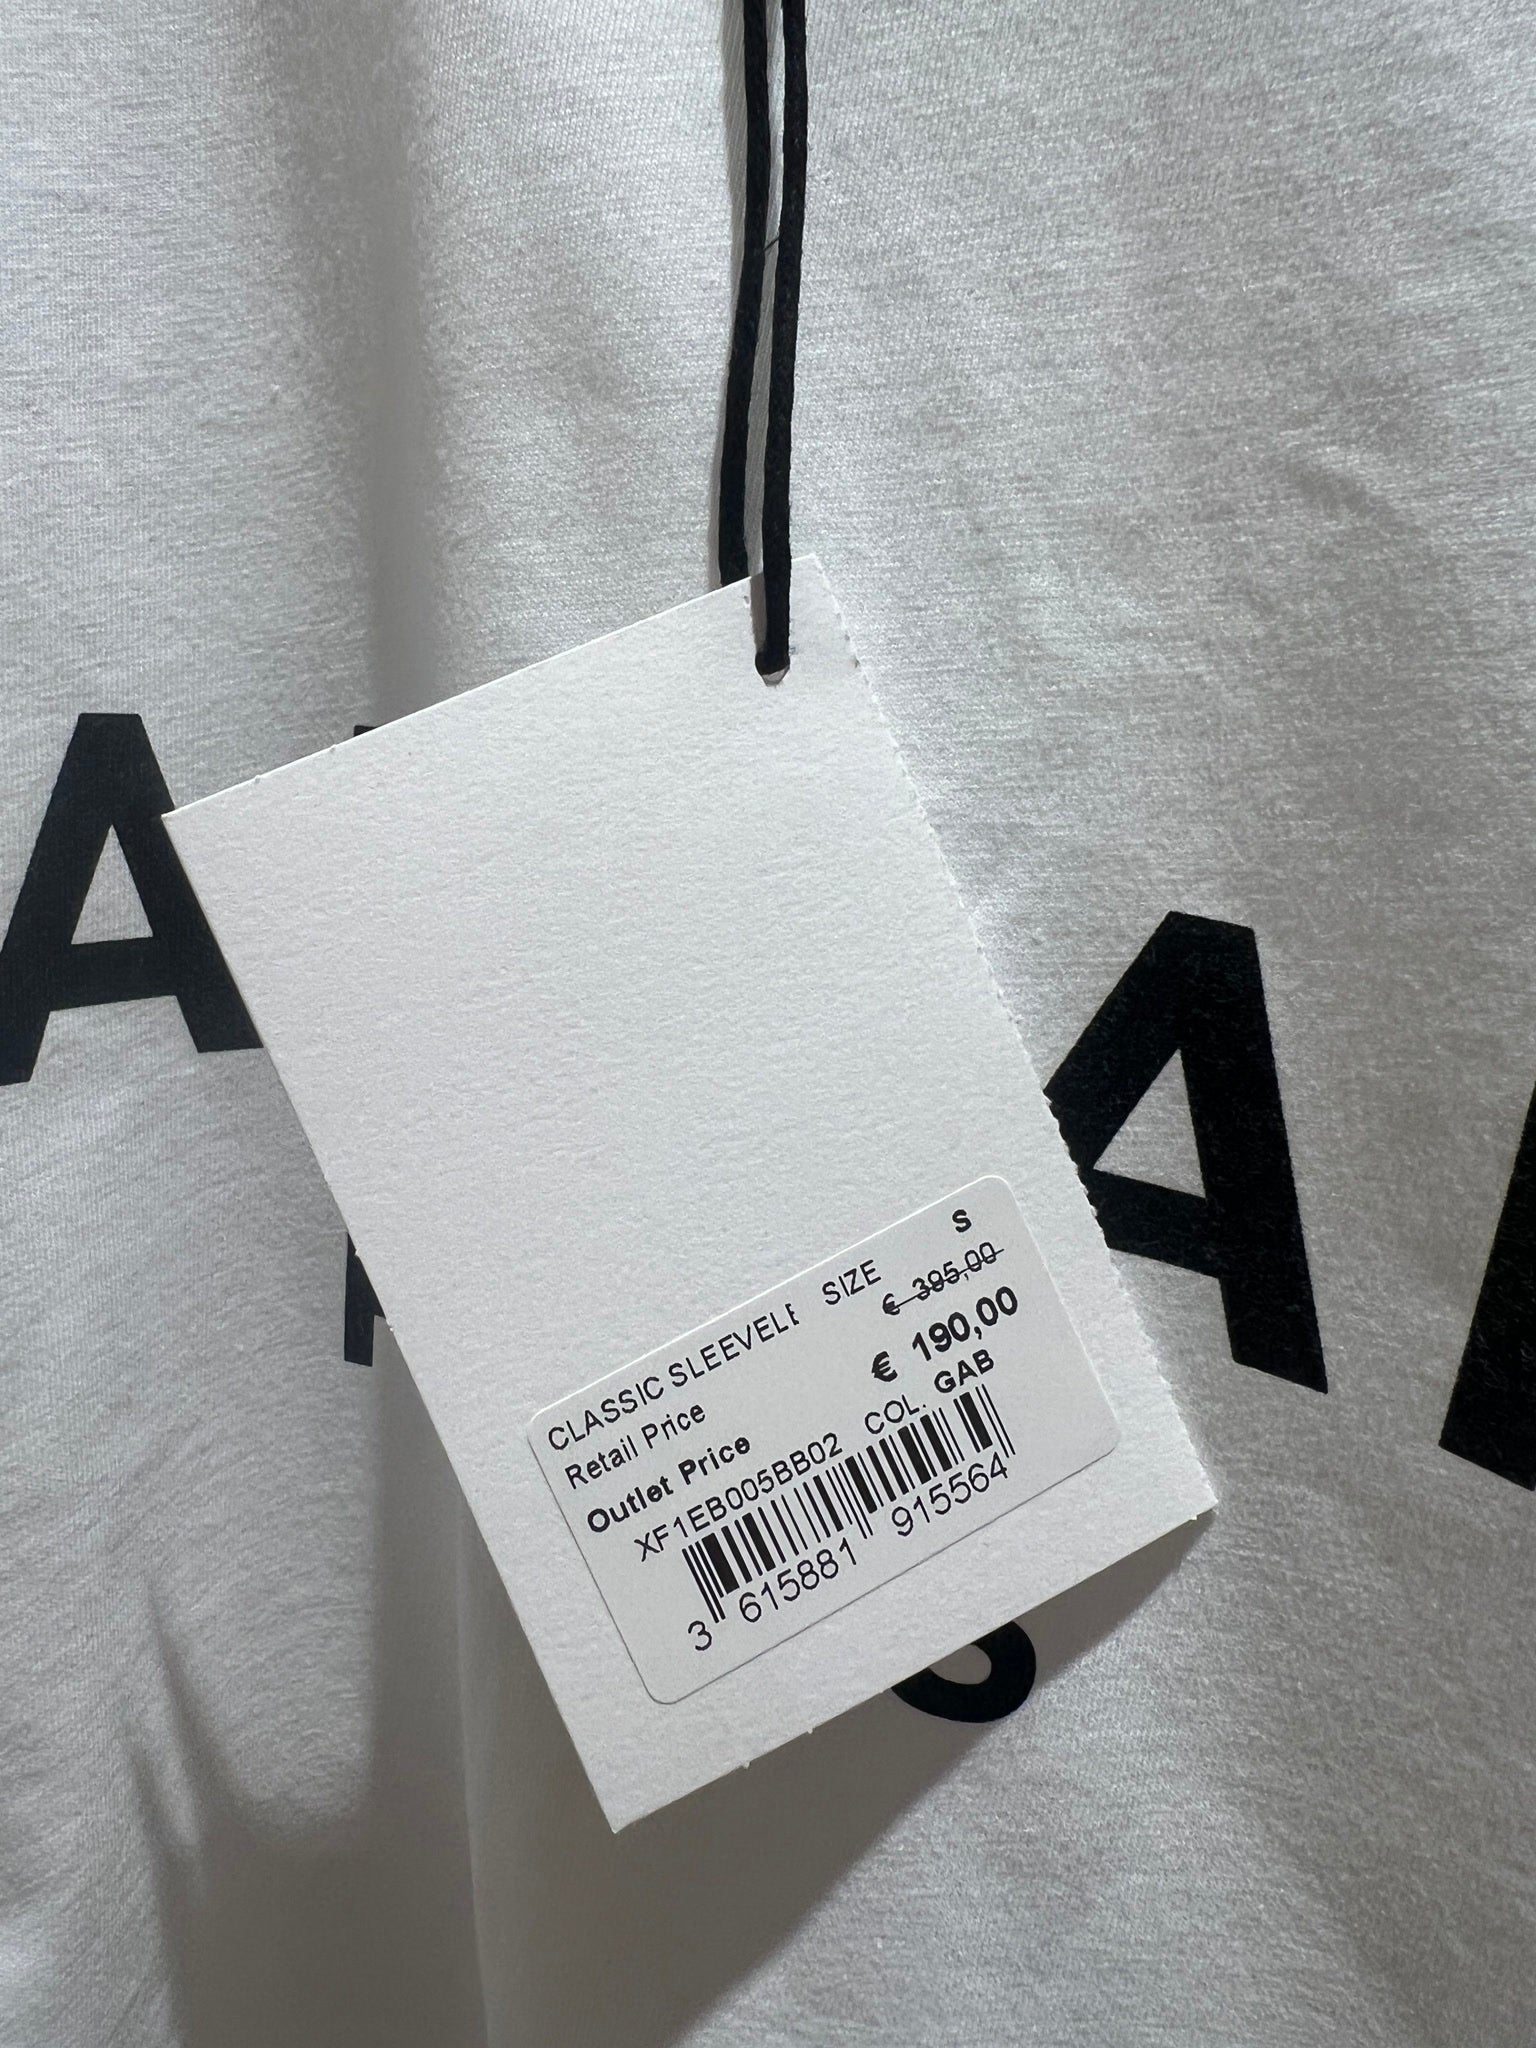 CLASSIC SLEEVELE SIZE S
Retail Price € 395,00
Outlet Price € 190,00
XF1EB005BB02 COL. GAB
3 615881 915564
A
A
S